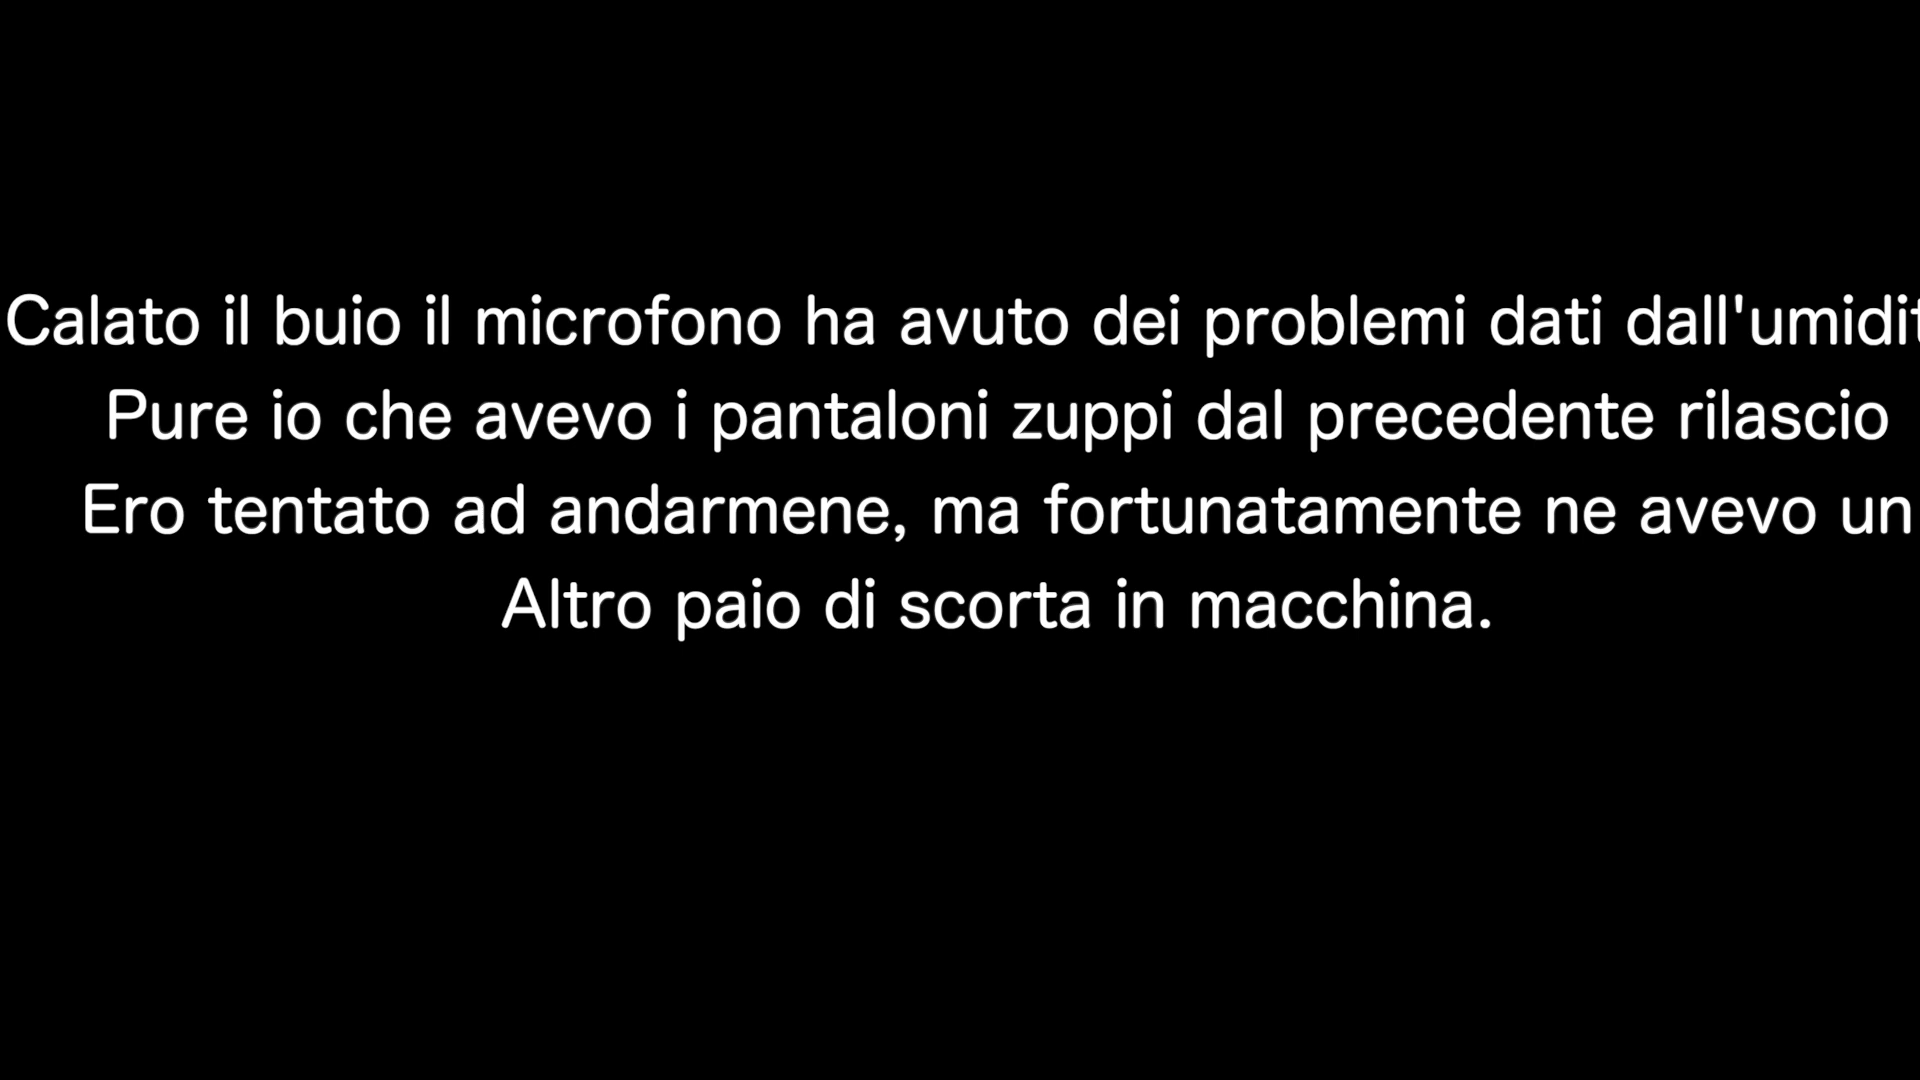 Calato il buio il microfono ha avuto dei problemi dati dall'umidit
Pure io che avevo i pantaloni zuppi dal precedente rilascio
Ero tentato ad andarmene, ma fortunatamente ne avevo un
Altro paio di scorta in macchina.